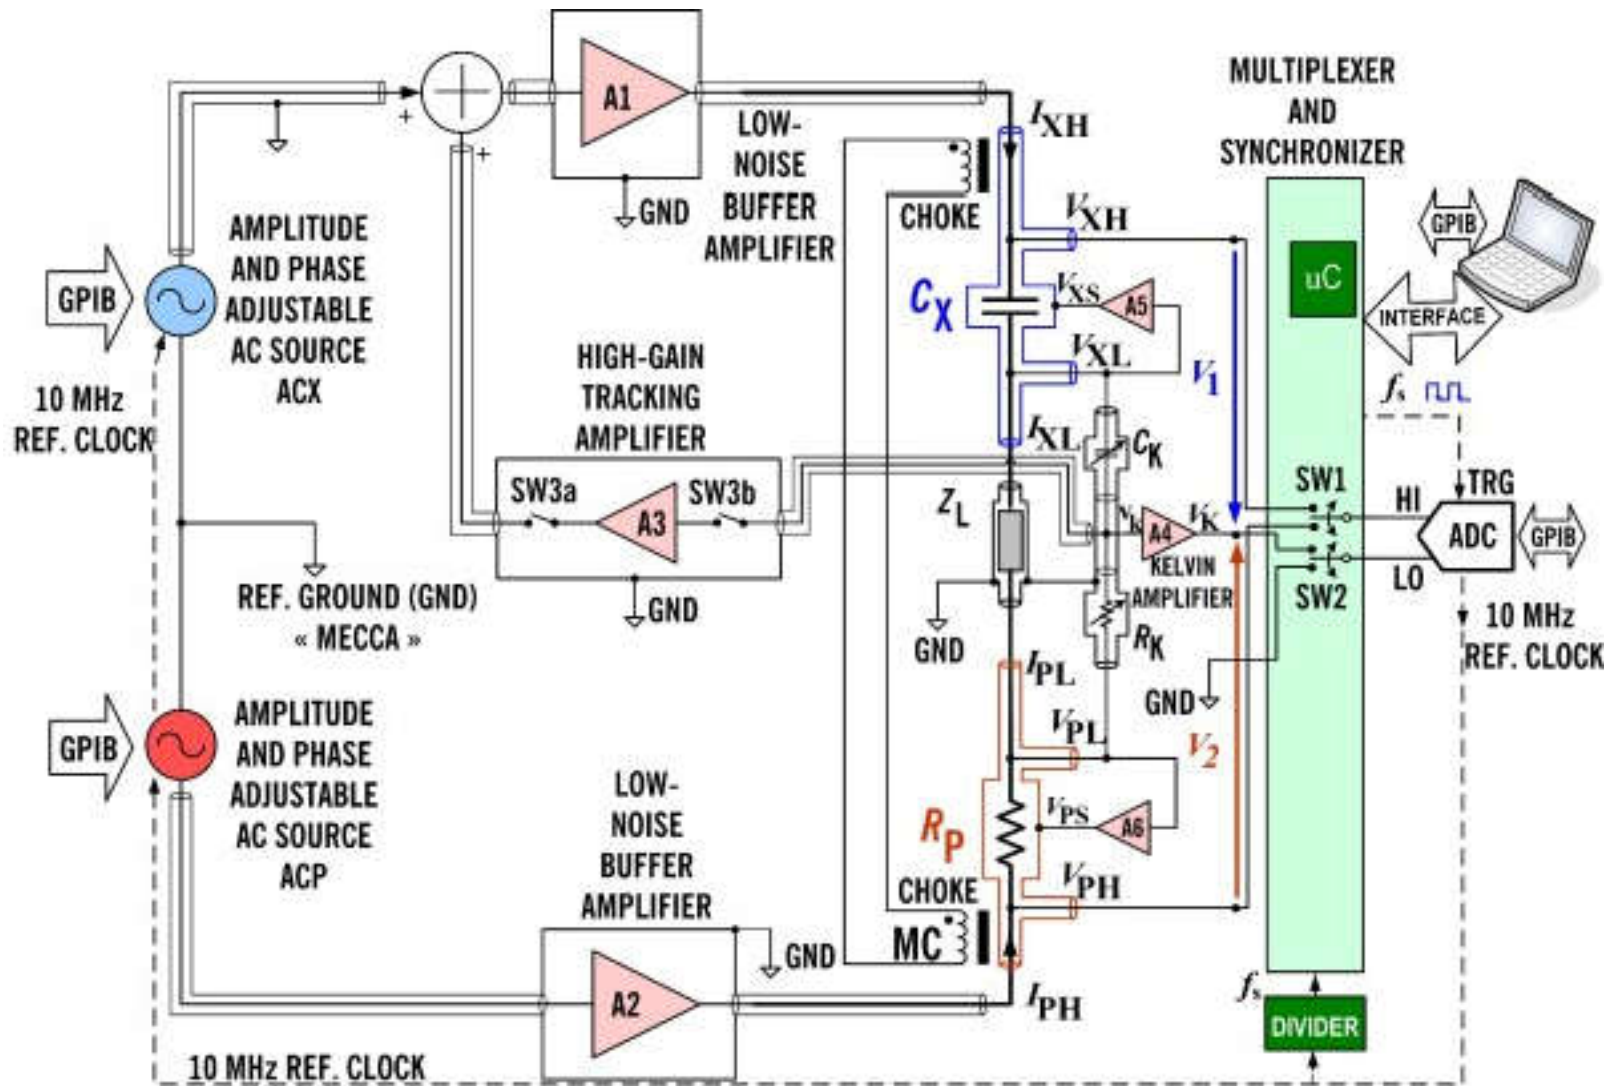 A1
LOW-
NOISE
BUFFER
AMPLIFIER
GND
+
+
I_XH
MULTIPLEXER
AND
SYNCHRONIZER
CHOKE
V_XH
GPIB
AMPLITUDE
AND PHASE
ADJUSTABLE
AC SOURCE
ACX
GPIB
uC
INTERFACE
C_X
V_XS
A5
V_XL
V_1
f_s
10 MHz
REF. CLOCK
HIGH-GAIN
TRACKING
AMPLIFIER
SW3a
A3
SW3b
GND
I_XL
C_K
Z_L
V_K
A4
V_K
KELVIN
AMPLIFIER
SW1
SW2
HI
LO
TRG
ADC
GPIB
REF. GROUND (GND)
« MECCA »
GND
R_K
10 MHz
REF. CLOCK
I_PL
GND
GPIB
AMPLITUDE
AND PHASE
ADJUSTABLE
AC SOURCE
ACP
V_PL
V_2
LOW-
NOISE
BUFFER
AMPLIFIER
R_P
V_PS
A6
CHOKE
V_PH
MC
GND
A2
I_PH
f_s
DIVIDER
10 MHz REF. CLOCK